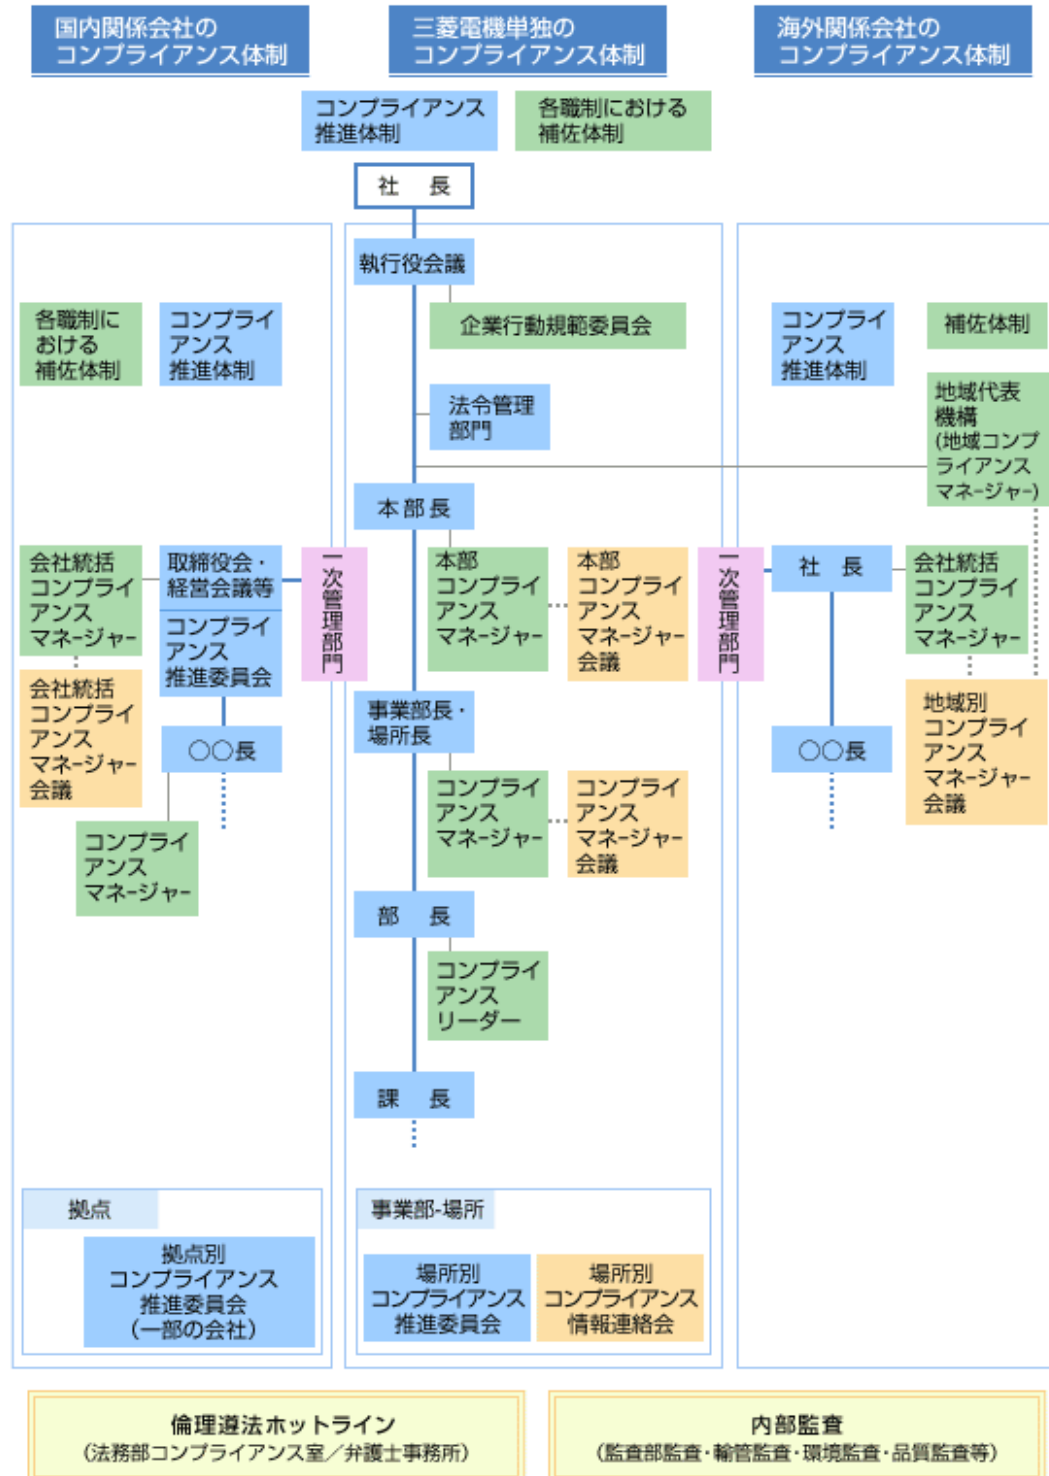 国内関係会社の
コンプライアンス体制
三菱電機単独の
コンプライアンス体制
海外関係会社の
コンプライアンス体制
コンプライアンス
推進体制
各職制における
補佐体制
社 長
執行役会議
企業行動規範委員会
法令管理
部門
本部長
本部
コンプライ
アンス
マネージャー
本部
コンプライ
アンス
マネージャー
会議
事業部長・
場所長
コンプライ
アンス
マネージャー
コンプライ
アンス
マネージャー
会議
部 長
コンプライ
アンス
リーダー
課 長
事業部-場所
場所別
コンプライアンス
推進委員会
場所別
コンプライアンス
情報連絡会
各職制に
おける
補佐体制
コンプライ
アンス
推進体制
会社統括
コンプライ
アンス
マネージャー
取締役会・
経営会議等
コンプライ
アンス
推進委員会
一次管理部門
会社統括
コンプライ
アンス
マネージャー
会議
○○長
コンプライ
アンス
マネージャー
拠点
拠点別
コンプライアンス
推進委員会
(一部の会社)
コンプライ
アンス
推進体制
補佐体制
地域代表
機構
(地域コンプ
ライアンス
マネージャー)
一次管理部門
社 長
会社統括
コンプライ
アンス
マネージャー
○○長
地域別
コンプライ
アンス
マネージャー
会議
倫理遵法ホットライン
(法務部コンプライアンス室／弁護士事務所)
内部監査
(監査部監査・輸管監査・環境監査・品質監査等)